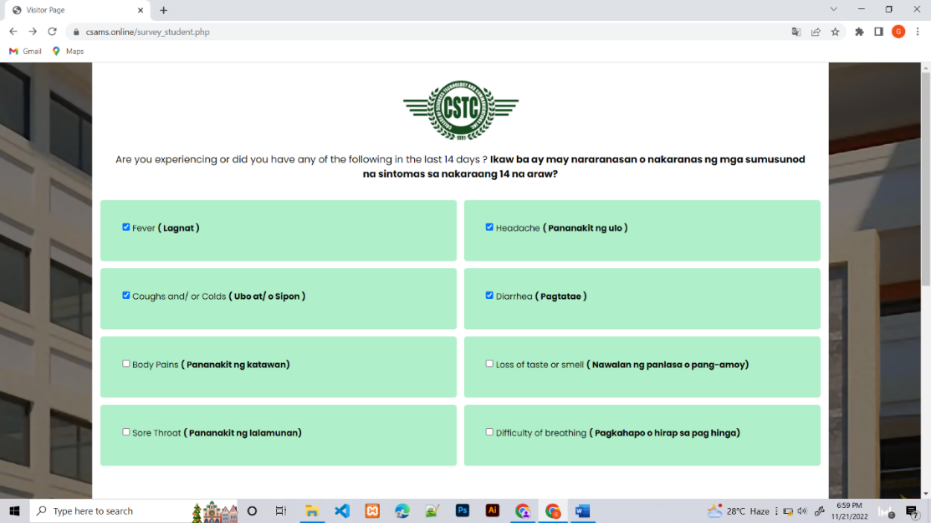 Visitor Page
csams.online/survey_student.php
G
Gmail
Maps
CSTC
Are you experiencing or did you have any of the following in the last 14 days ? Ikaw ba ay may nararanasan o nakaranas ng mga sumusunod
na sintomas sa nakaraang 14 na araw?
Fever ( Lagnat )
Headache ( Pananakit ng ulo )
Coughs and/ or Colds ( Ubo at/ o Sipon )
Diarrhea ( Pagtatae )
Body Pains ( Pananakit ng katawan)
Loss of taste or smell ( Nawalan ng panlasa o pang-amoy)
Sore Throat ( Pananakit ng lalamunan)
Difficulty of breathing ( Pagkahapo o hirap sa pag hinga)
Type here to search
Ps
Ai
28°C Haze
6:59 PM
11/21/2022